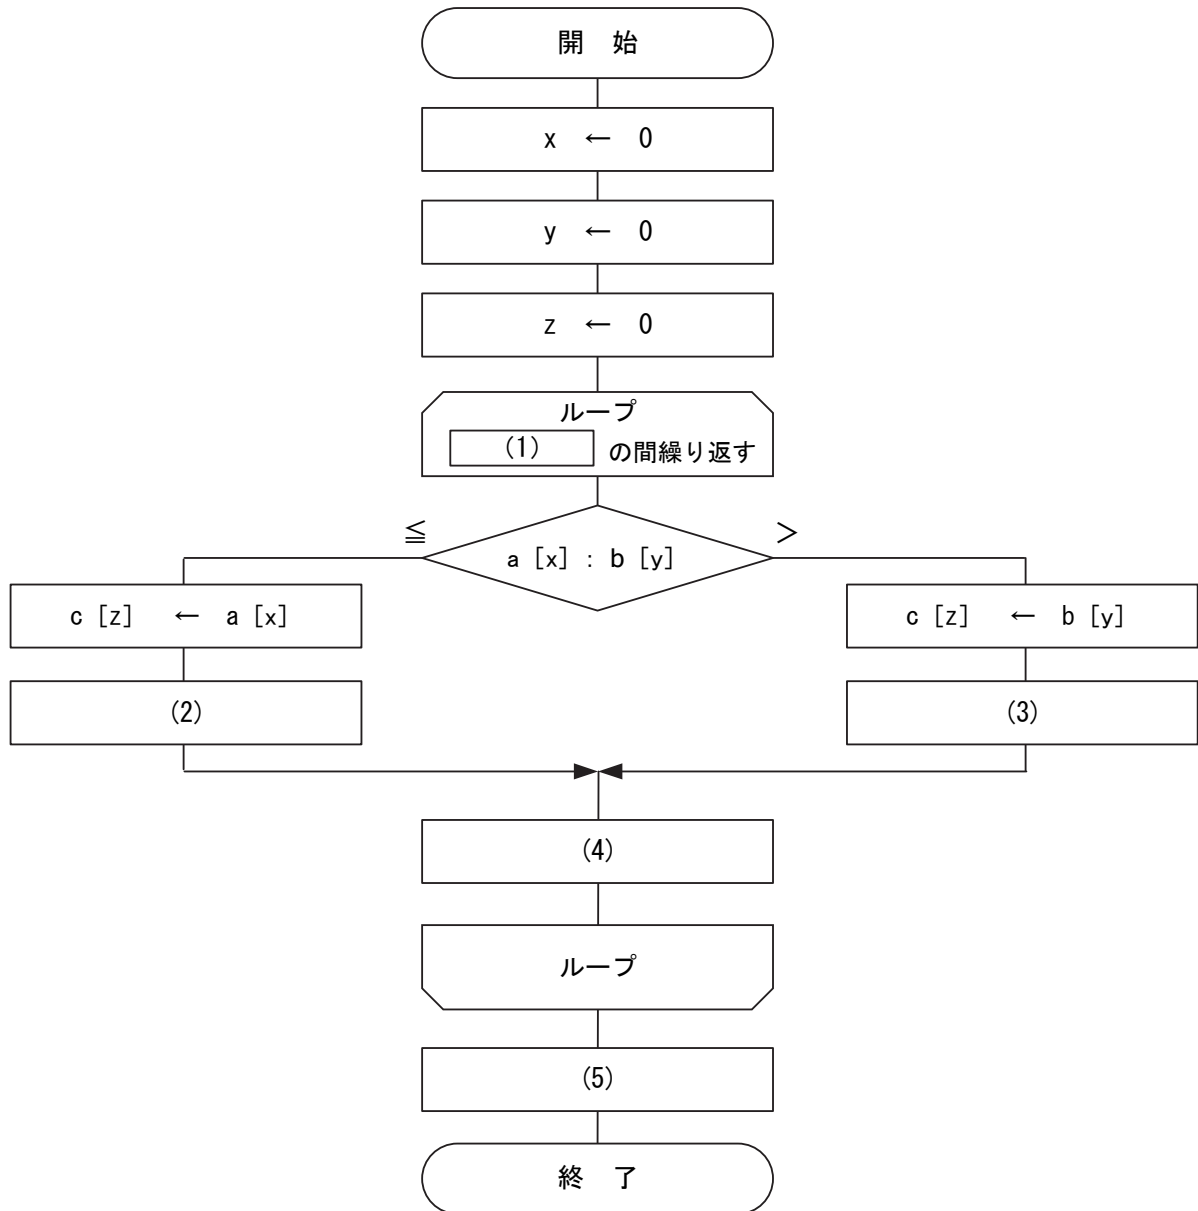 開 始
x ← 0
y ← 0
z ← 0
ループ
(1) の間繰り返す
≦
a [x] : b [y]
>
c [z] ← a [x]
c [z] ← b [y]
(2)
(3)
(4)
ループ
(5)
終 了